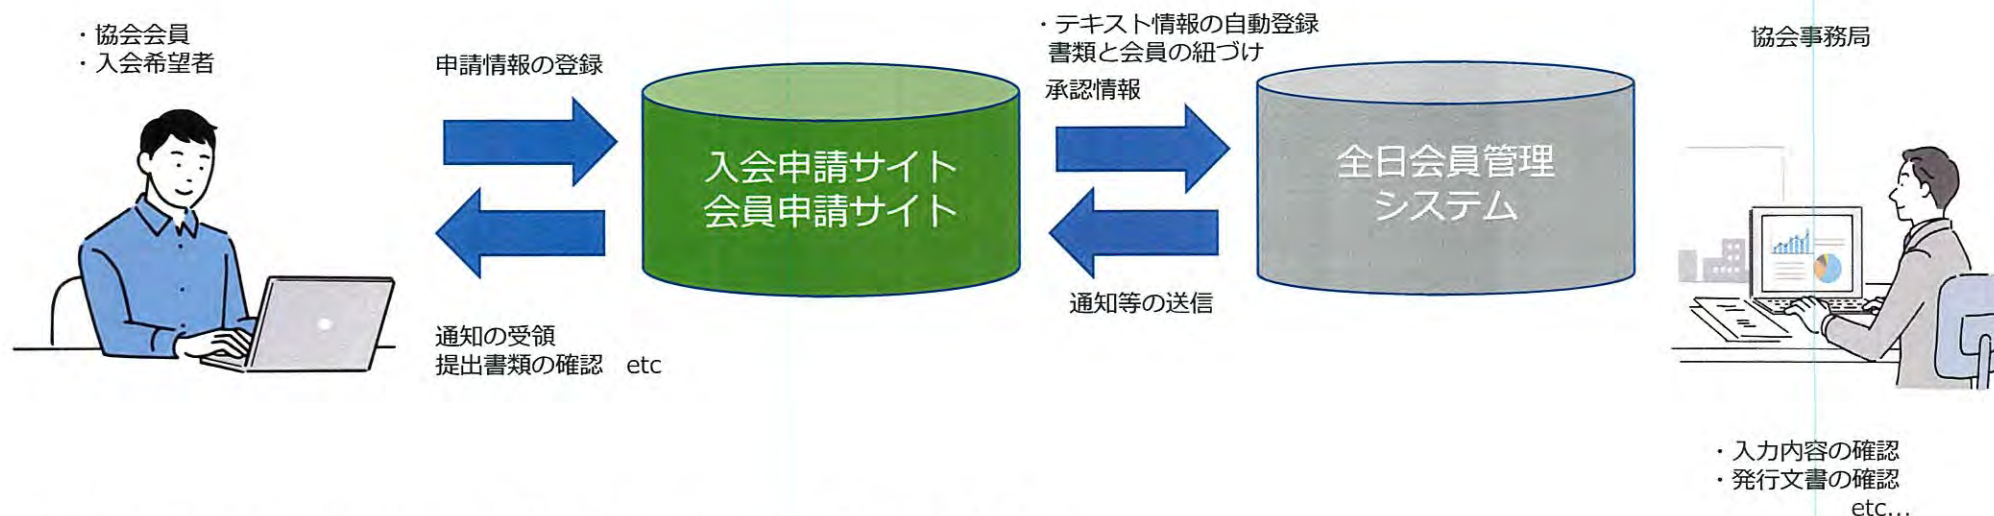 ・協会会員
・入会希望者
申請情報の登録
通知の受領
提出書類の確認　etc
入会申請サイト
会員申請サイト
・テキスト情報の自動登録
書類と会員の紐づけ
承認情報
通知等の送信
全日会員管理
システム
協会事務局
・入力内容の確認
・発行文書の確認
etc...